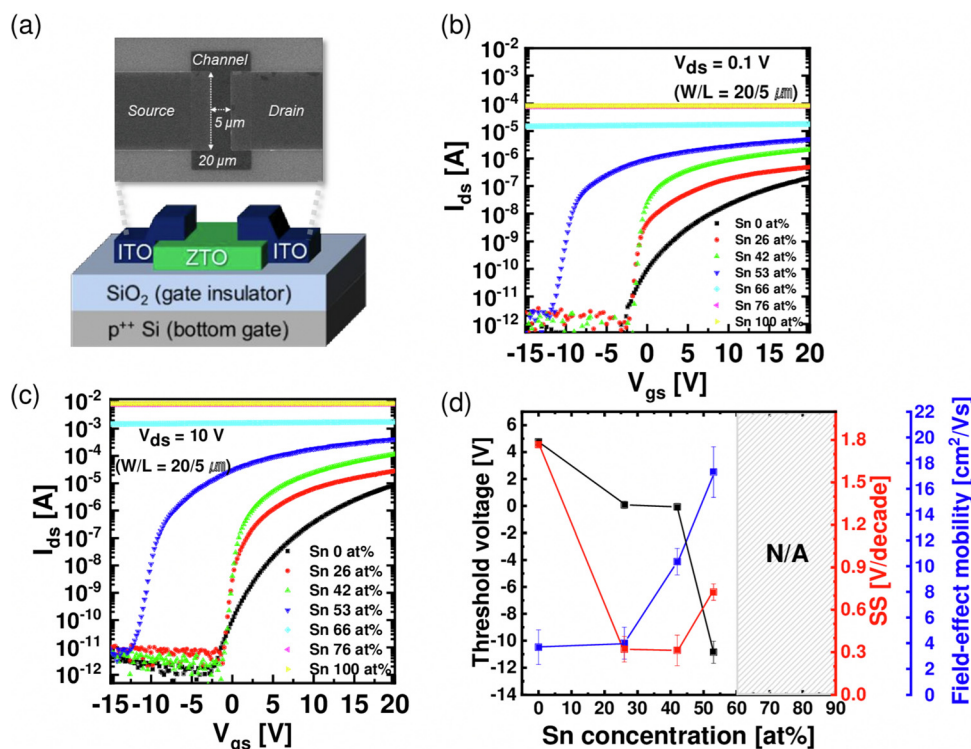 (a)
Channel
Source
Drain
5 μm
20 μm
ITO
ZTO
ITO
SiO₂ (gate insulator)
p⁺⁺ Si (bottom gate)
(b)
V_ds = 0.1 V
(W/L = 20/5 ㎛)
I_ds [A]
10⁻²
10⁻³
10⁻⁴
10⁻⁵
10⁻⁶
10⁻⁷
10⁻⁸
10⁻⁹
10⁻¹⁰
10⁻¹¹
10⁻¹²
Sn 0 at%
Sn 26 at%
Sn 42 at%
Sn 53 at%
Sn 66 at%
Sn 76 at%
Sn 100 at%
-15 -10 -5 0 5 10 15 20
V_gs [V]
(c)
V_ds = 10 V
(W/L = 20/5 ㎛)
I_ds [A]
10⁻²
10⁻³
10⁻⁴
10⁻⁵
10⁻⁶
10⁻⁷
10⁻⁸
10⁻⁹
10⁻¹⁰
10⁻¹¹
10⁻¹²
Sn 0 at%
Sn 26 at%
Sn 42 at%
Sn 53 at%
Sn 66 at%
Sn 76 at%
Sn 100 at%
-15 -10 -5 0 5 10 15 20
V_gs [V]
(d)
Threshold voltage [V]
6
4
2
0
-2
-4
-6
-8
-10
-12
-14
N/A
1.8
1.5
1.2
0.9
0.6
0.3
0.0
SS [V/decade]
22
20
18
16
14
12
10
8
6
4
2
0
Field-effect mobility [cm²/Vs]
0 10 20 30 40 50 60 70 80 90
Sn concentration [at%]